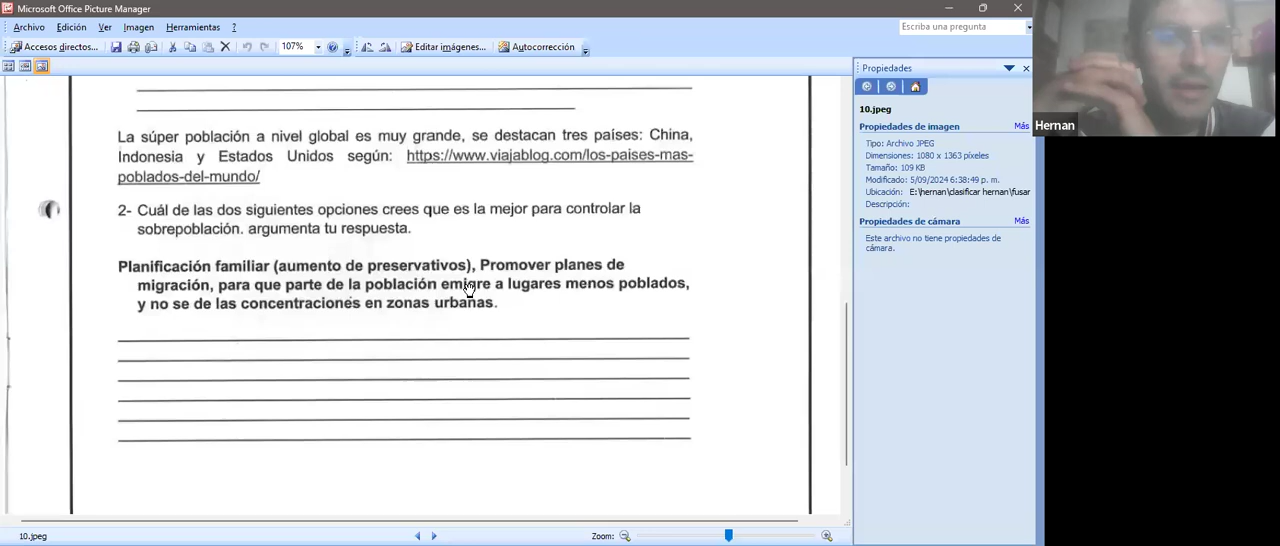 Microsoft Office Picture Manager
Archivo Edición Ver Imagen Herramientas ?
Escriba una pregunta
Accesos directos... 107% Editar imágenes... Autocorrección
Propiedades
La súper población a nivel global es muy grande, se destacan tres países: China,
Indonesia y Estados Unidos según: https://www.viajablog.com/los-paises-mas-
poblados-del-mundo/
2- Cuál de las dos siguientes opciones crees que es la mejor para controlar la
sobrepoblación. argumenta tu respuesta.
Planificación familiar (aumento de preservativos), Promover planes de
migración, para que parte de la población emigre a lugares menos poblados,
y no se de las concentraciones en zonas urbanas.
10.jpeg
Propiedades de imagen Más
Tipo: Archivo JPEG
Dimensiones: 1080 x 1363 píxeles
Tamaño: 109 KB
Modificado: 5/09/2024 6:38:49 p. m.
Ubicación: E:\hernan\clasificar hernan\fusar
Descripción:
Propiedades de cámara Más
Este archivo no tiene propiedades de
cámara.
Hernan
10.jpeg
Zoom: